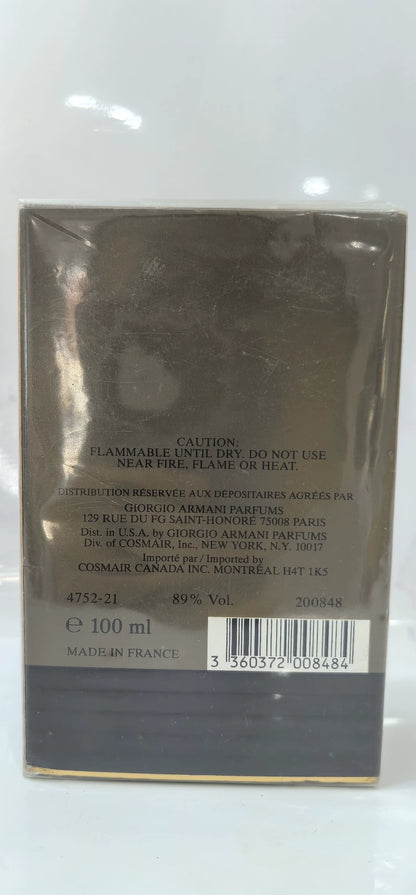 CAUTION:
FLAMMABLE UNTIL DRY. DO NOT USE
NEAR FIRE, FLAME OR HEAT.
DISTRIBUTION RÉSERVÉE AUX DÉPOSITAIRES AGRÉÉS PAR
GIORGIO ARMANI PARFUMS
129 RUE DU FG SAINT-HONORÉ 75008 PARIS
Dist. in U.S.A. by GIORGIO ARMANI PARFUMS
Div. of COSMAIR, Inc., NEW YORK, N.Y. 10017
Importé par / Imported by
COSMAIR CANADA INC. MONTRÉAL H4T 1K5
4752-21 89% Vol. 200848
℮ 100 ml
MADE IN FRANCE
3 360372 008484